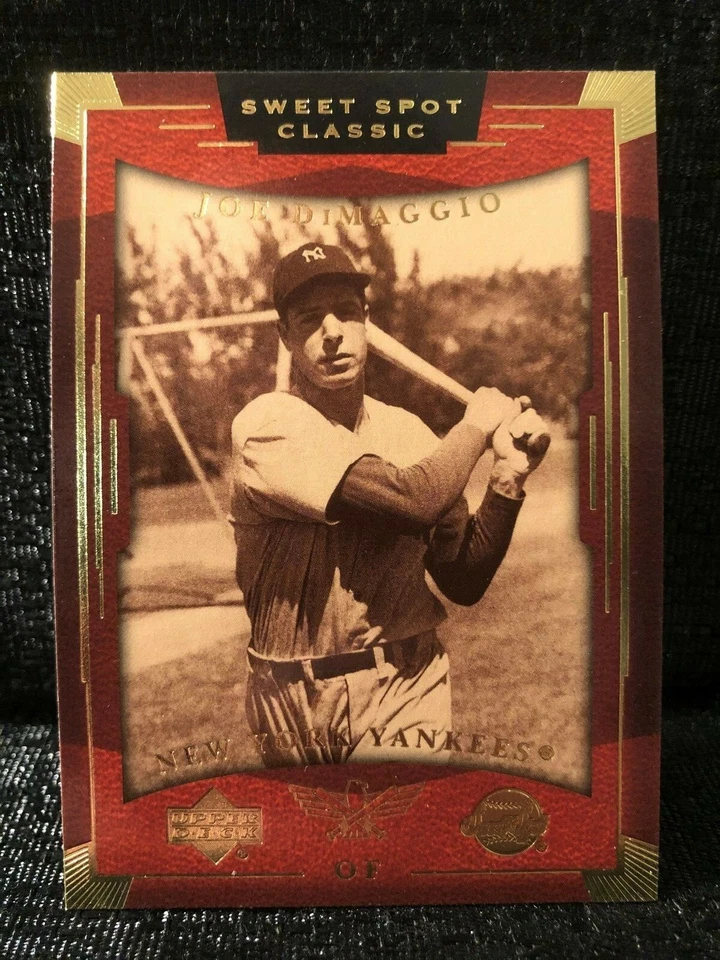 SWEET SPOT
CLASSIC
JOE DiMAGGIO
NY
NEW YORK YANKEES®
UPPER
DECK
®
OF